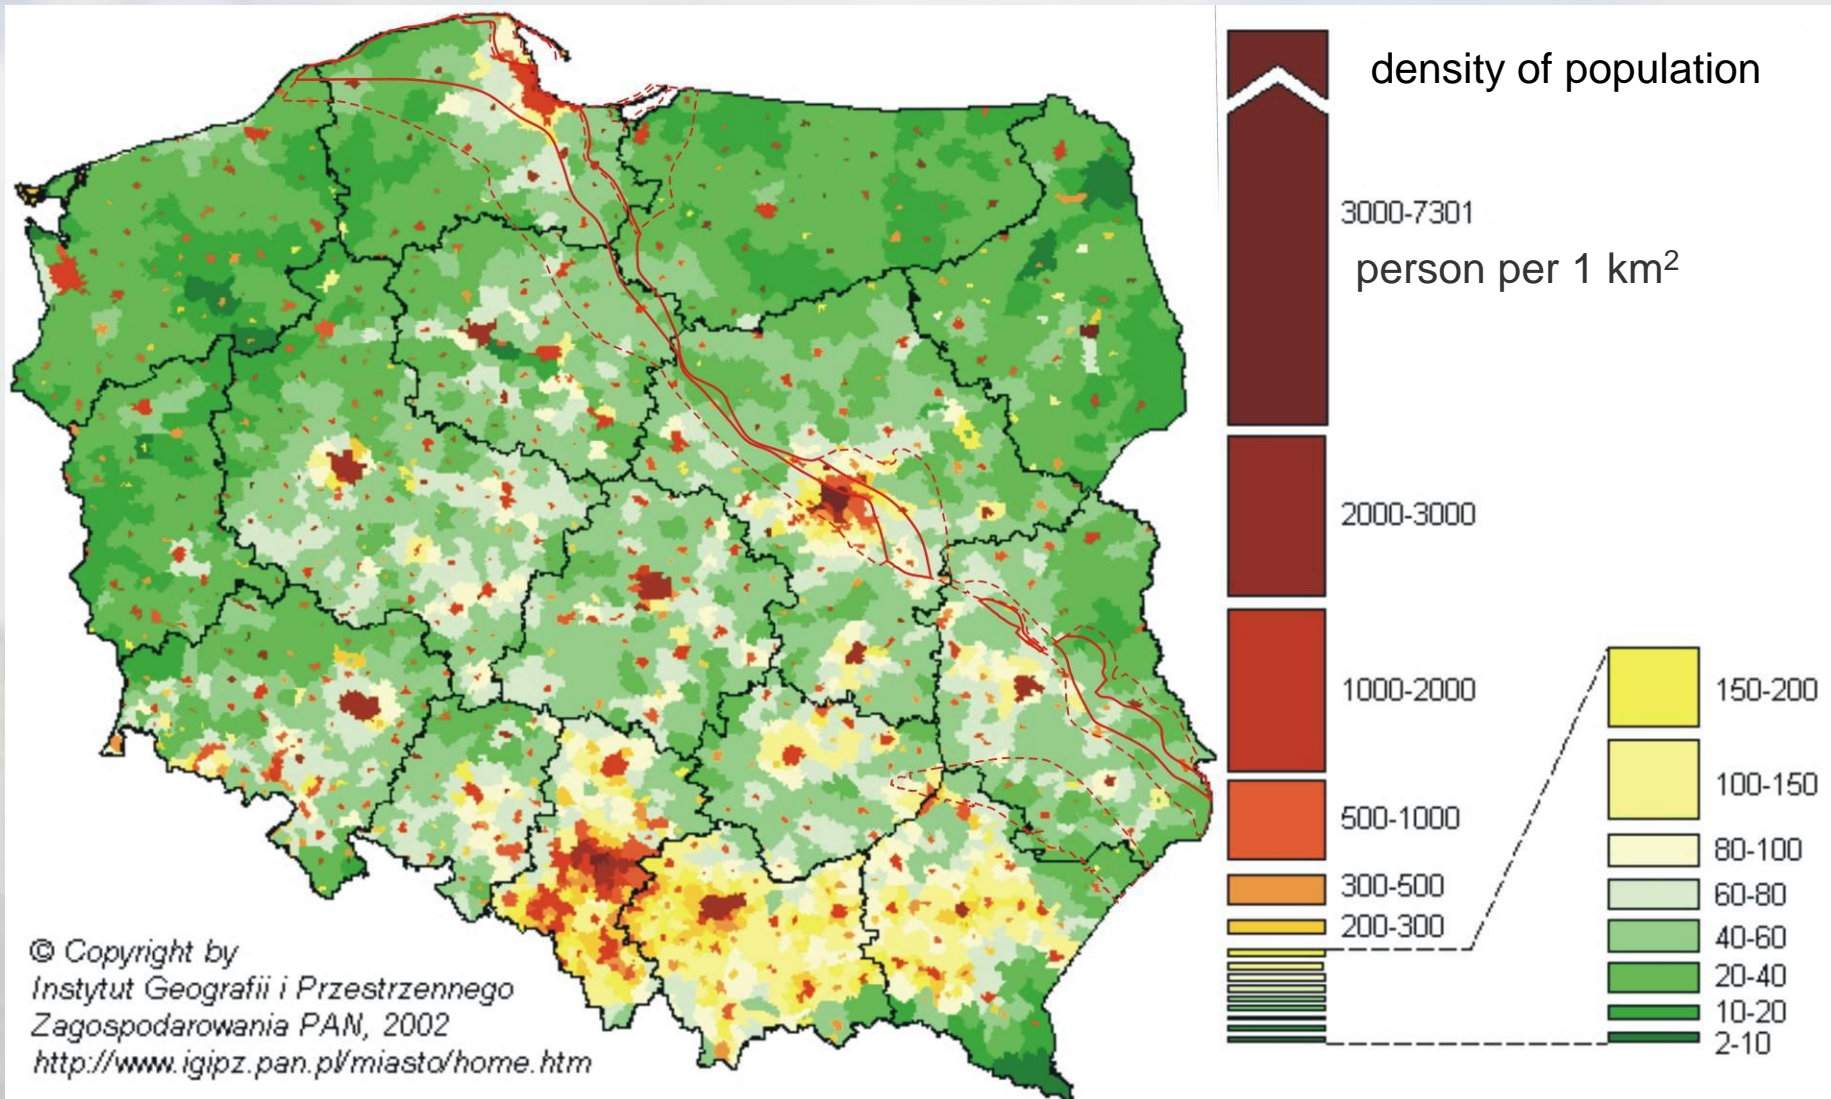 density of population
3000-7301
person per 1 km²
2000-3000
1000-2000
500-1000
300-500
200-300
150-200
100-150
80-100
60-80
40-60
20-40
10-20
2-10
© Copyright by
Instytut Geografii i Przestrzennego
Zagospodarowania PAN, 2002
http://www.igipz.pan.pl/miasto/home.htm